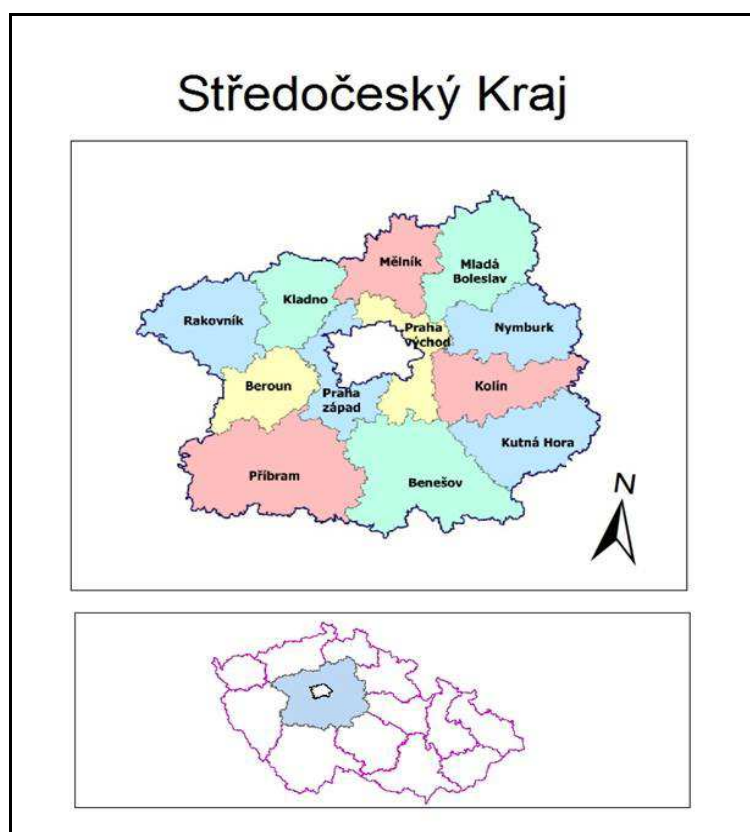 Středočeský Kraj
Mělník
Mladá
Boleslav
Kladno
Rakovník
Praha
východ
Nymburk
Beroun
Praha
západ
Kolín
Kutná Hora
Příbram
Benešov
N